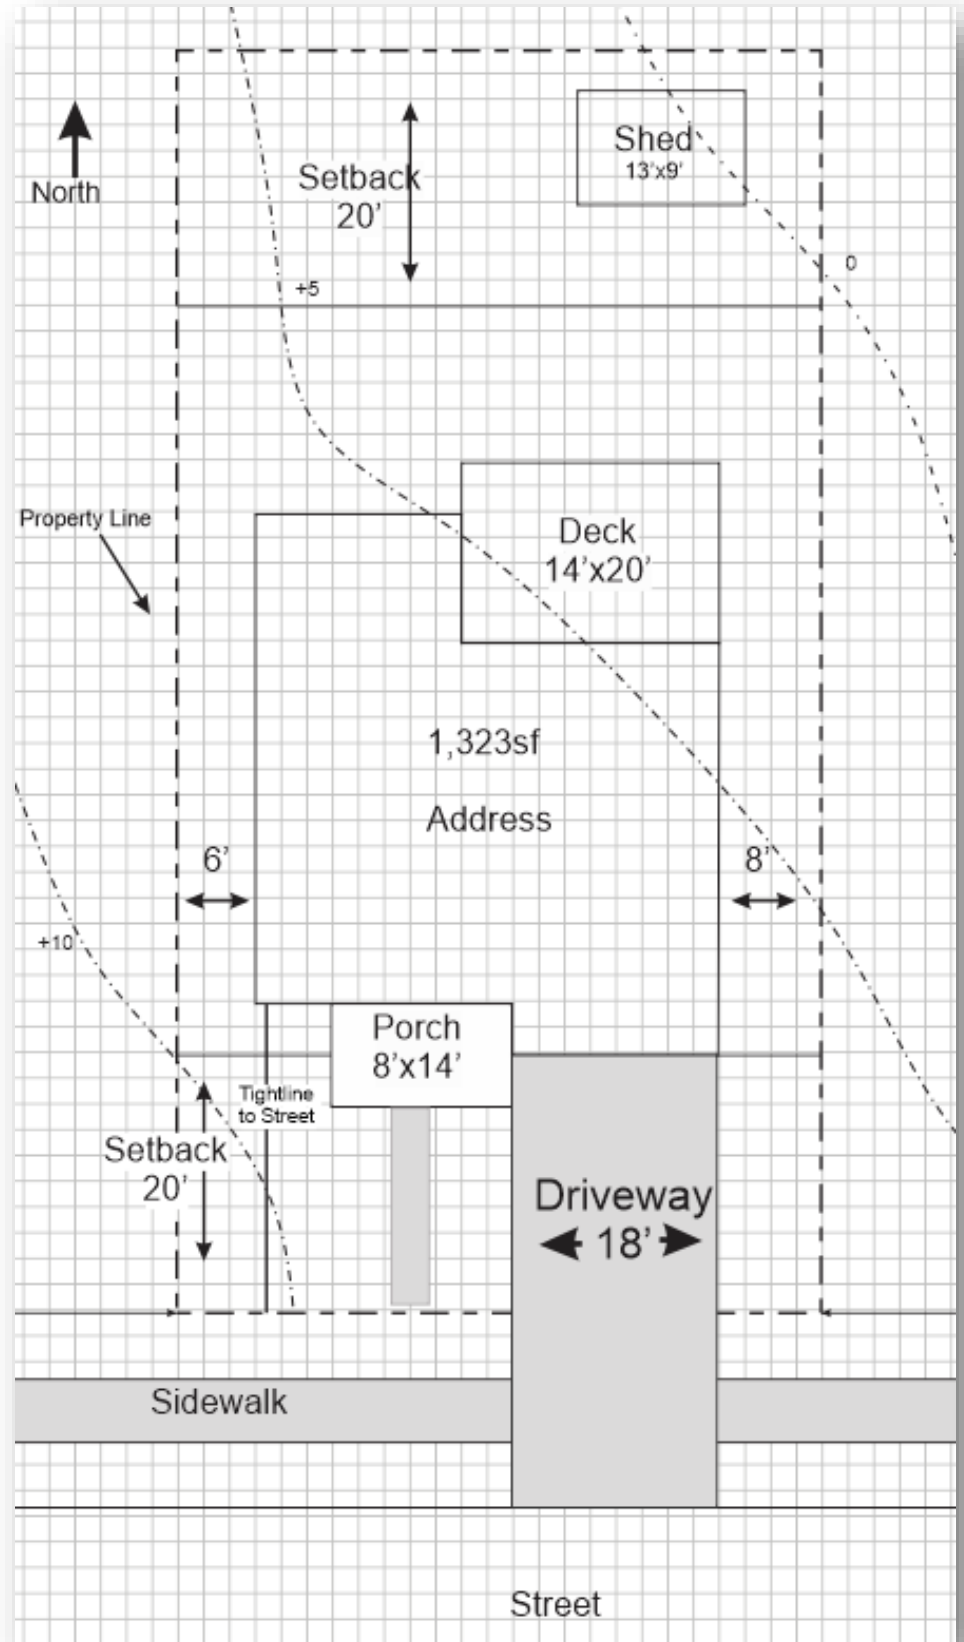 Shed
13'x9'
Setback
20'
North
0
+5
Property Line
Deck
14'x20'
1,323sf
Address
6'
8'
+10
Porch
8'x14'
Tightline
to Street
Setback
20'
Driveway
18'
Sidewalk
Street